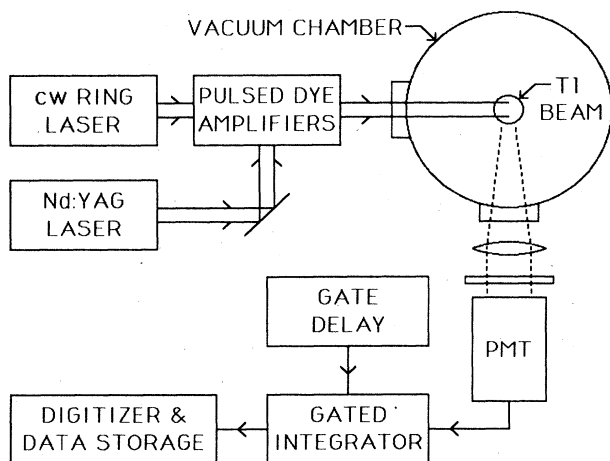 VACUUM CHAMBER
CW RING
LASER
PULSED DYE
AMPLIFIERS
Tl
BEAM
Nd:YAG
LASER
GATE
DELAY
PMT
DIGITIZER &
DATA STORAGE
GATED
INTEGRATOR